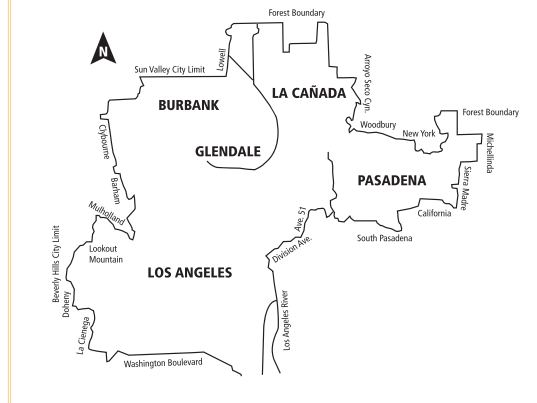 Forest Boundary
N
Lowell
Sun Valley City Limit
Arroyo Seco Cyn.
LA CAÑADA
BURBANK
Forest Boundary
Woodbury
New York
Clybourne
Michellinda
GLENDALE
PASADENA
Sierra Madre
Barham
Mulholland
California
Ave. 51
South Pasadena
Division Ave.
Lookout
Mountain
Beverly Hills City Limit
Doheny
LOS ANGELES
Los Angeles River
La Cienega
Washington Boulevard